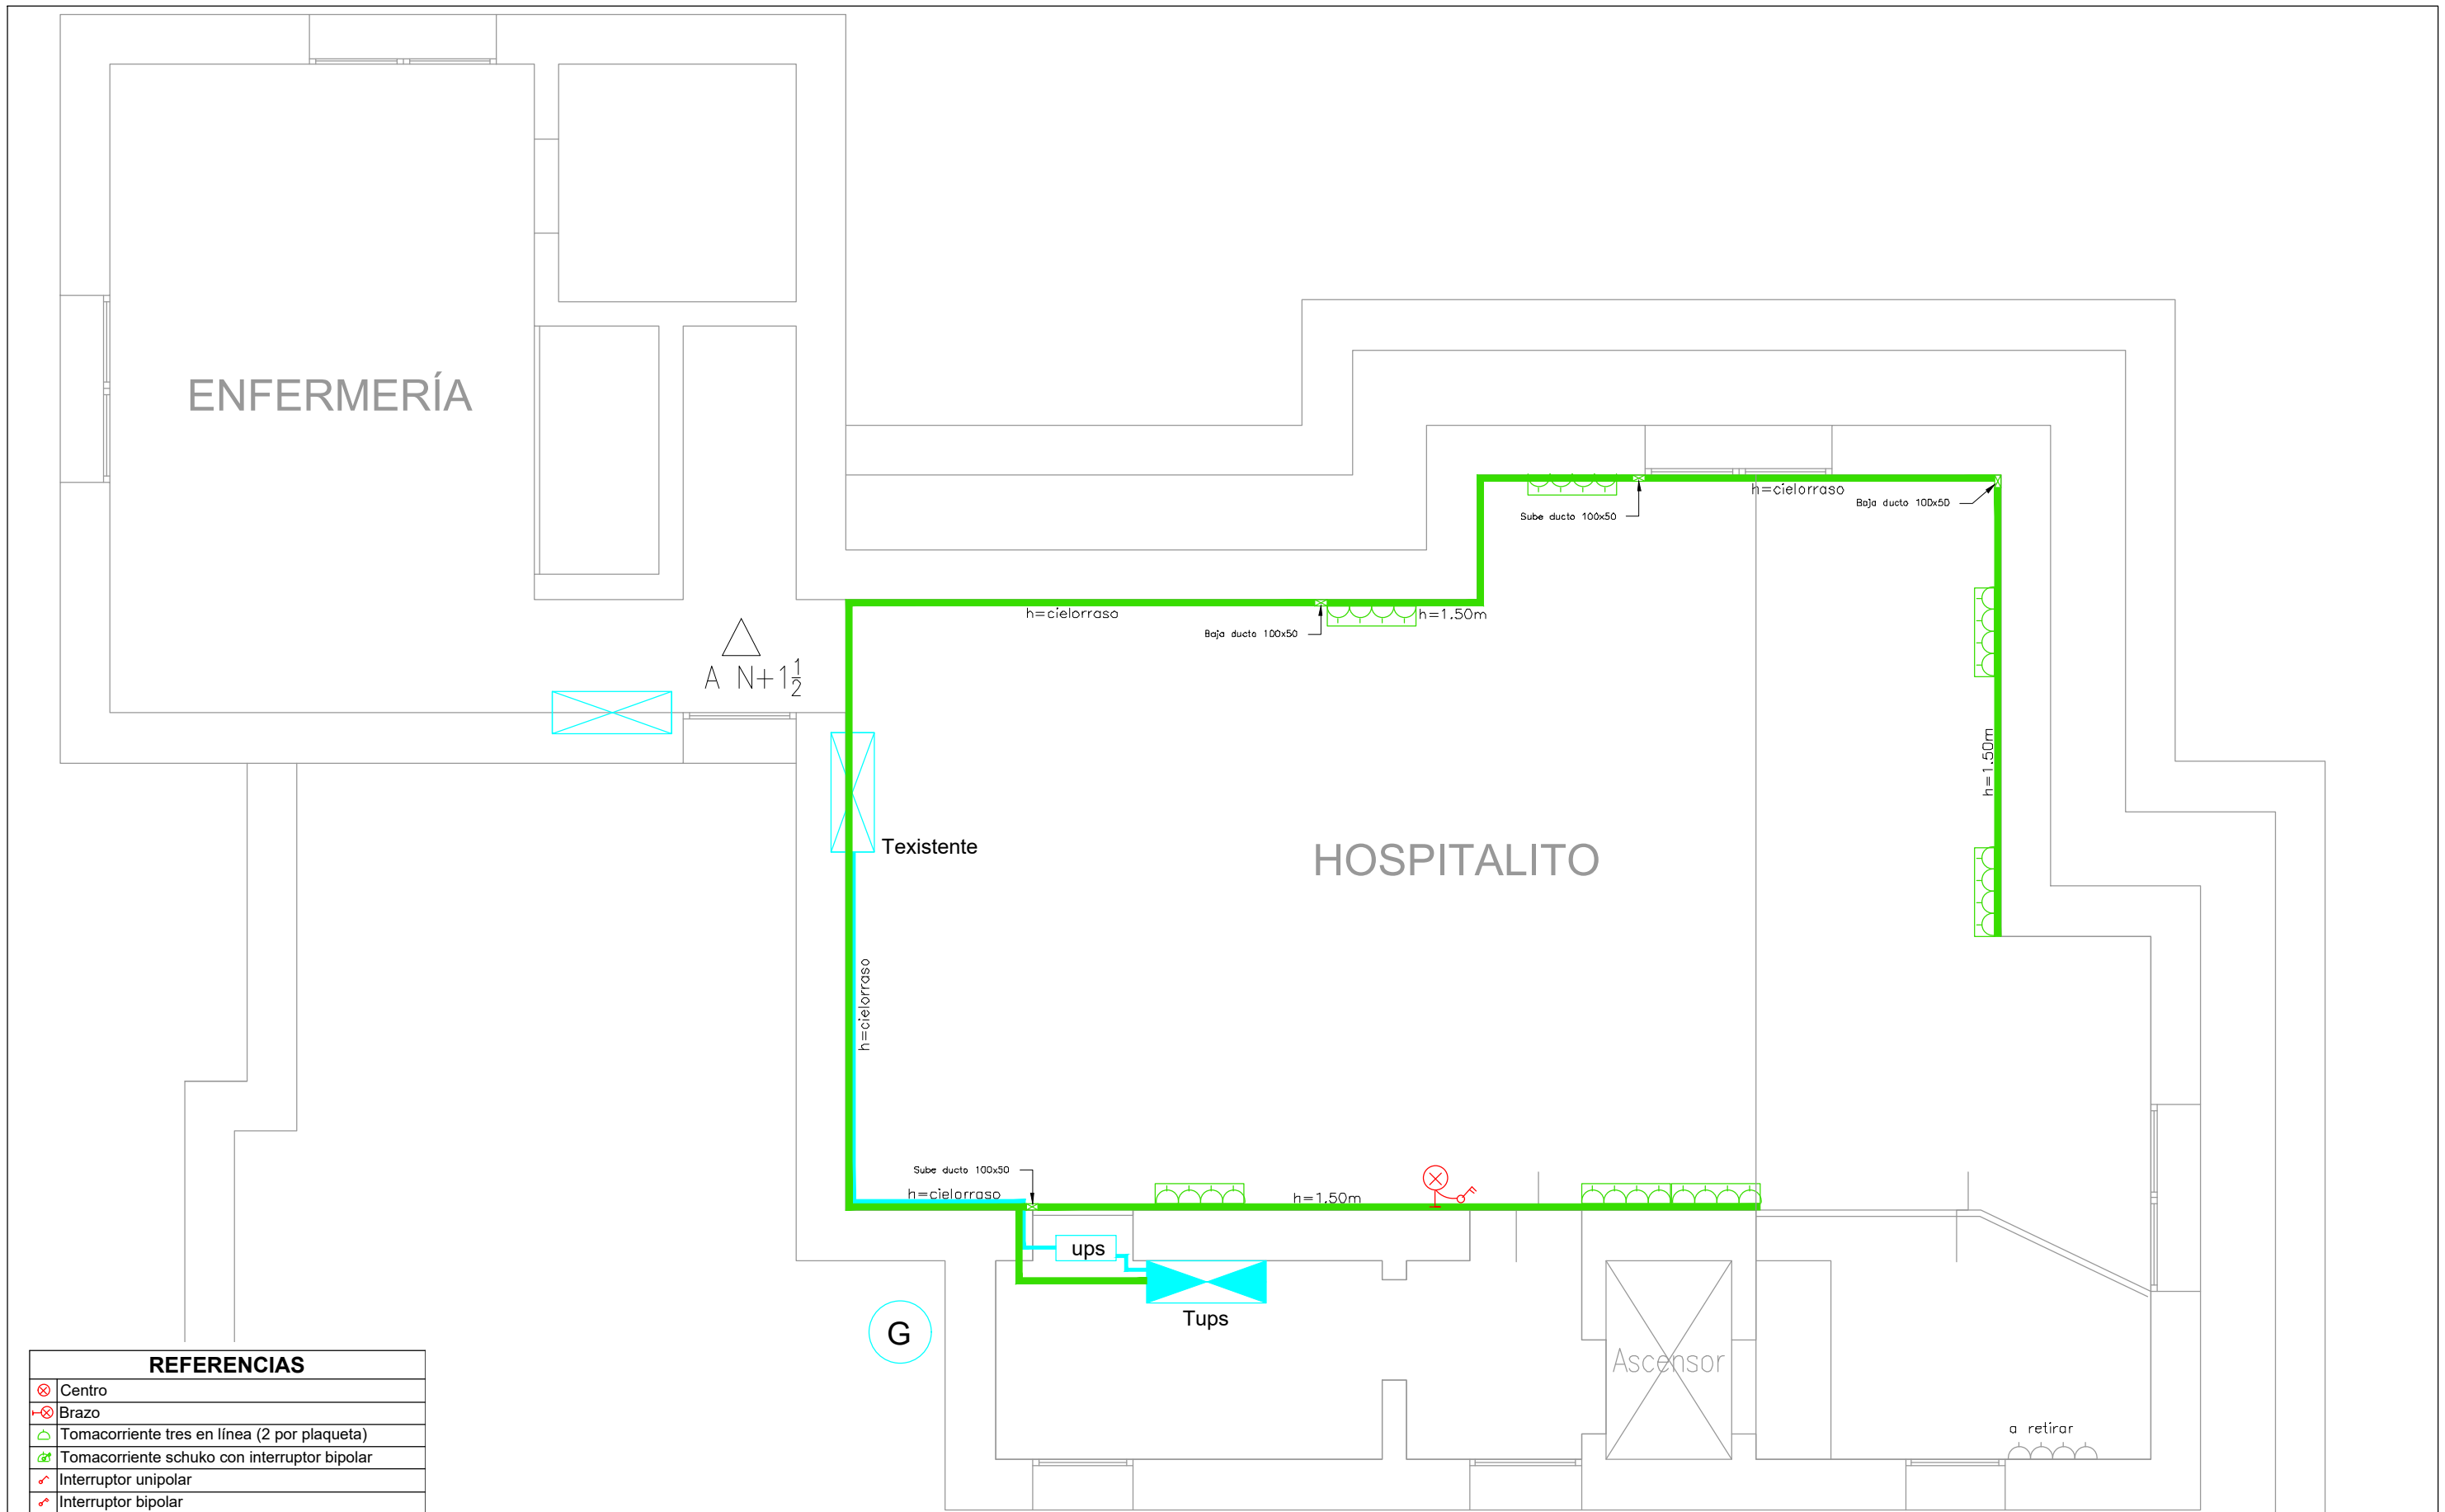 ENFERMERÍA
h=cielorraso
Baja ducto 100x50
Sube ducto 100x50
h=cielorraso
h=1.50m
Baja ducto 100x50
A N+1 1/2
h=1.50m
Texistente
HOSPITALITO
h=cielorraso
Sube ducto 100x50
h=cielorraso
h=1.50m
ups
Tups
G
Ascensor
a retirar
REFERENCIAS
Centro
Brazo
Tomacorriente tres en línea (2 por plaqueta)
Tomacorriente schuko con interruptor bipolar
Interruptor unipolar
Interruptor bipolar